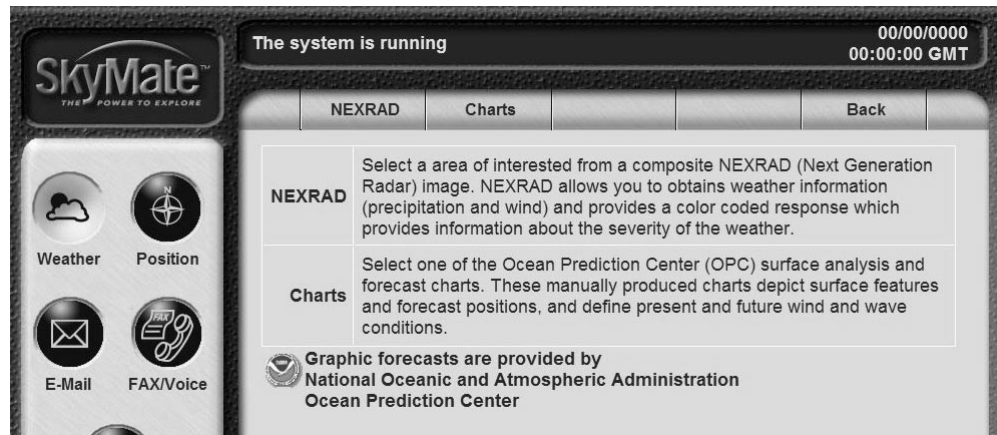 SkyMate™
THE POWER TO EXPLORE
The system is running
00/00/0000
00:00:00 GMT
NEXRAD Charts Back
Weather Position
E-Mail FAX/Voice
FAX
N
NEXRAD
Select a area of interested from a composite NEXRAD (Next Generation
Radar) image. NEXRAD allows you to obtains weather information
(precipitation and wind) and provides a color coded response which
provides information about the severity of the weather.
Charts
Select one of the Ocean Prediction Center (OPC) surface analysis and
forecast charts. These manually produced charts depict surface features
and forecast positions, and define present and future wind and wave
conditions.
Graphic forecasts are provided by
National Oceanic and Atmospheric Administration
Ocean Prediction Center